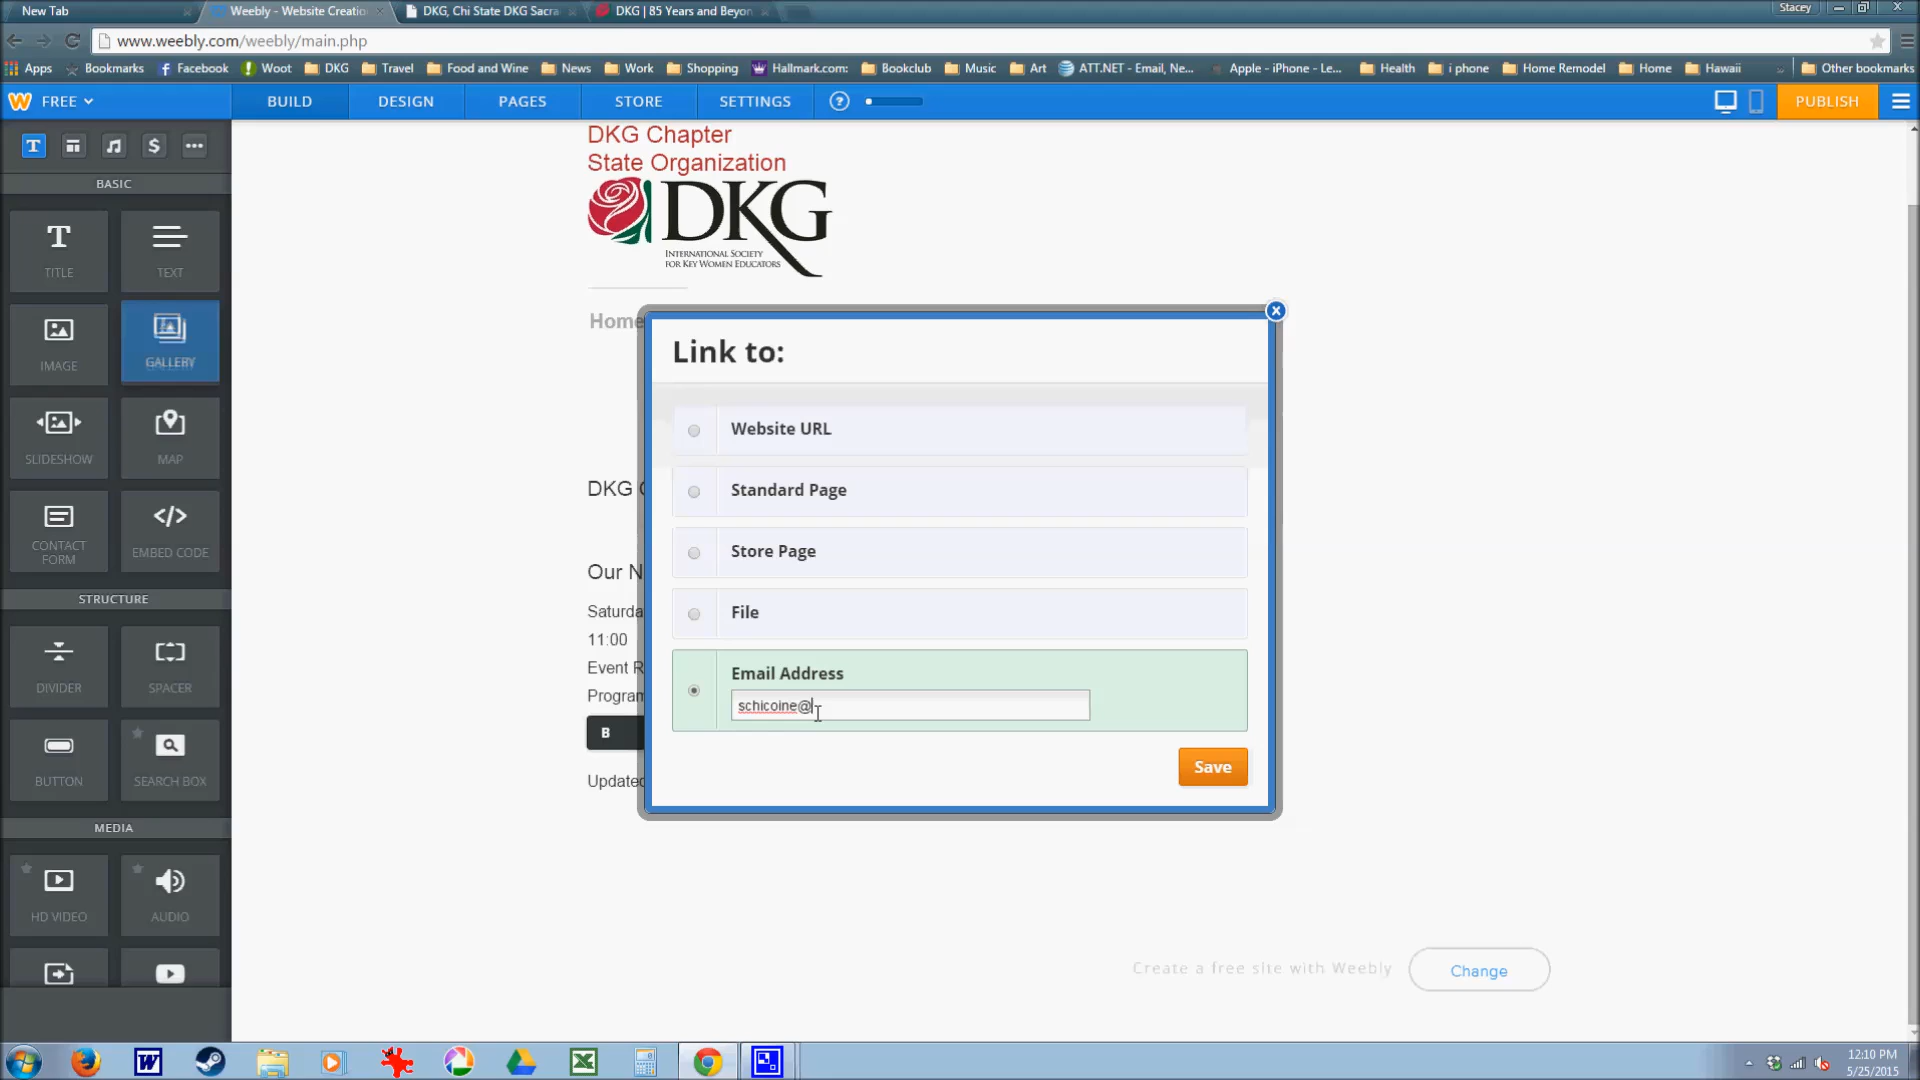 New Tab
Weebly - Website Creatio
DKG, Chi State DKG Sacra
DKG | 85 Years and Beyon
Stacey
www.weebly.com/weebly/main.php
Apps
Bookmarks
Facebook
Woot
DKG
Travel
Food and Wine
News
Work
Shopping
Hallmark.com:
Bookclub
Music
Art
ATT.NET - Email, Ne...
Apple - iPhone - Le...
Health
i phone
Home Remodel
Home
Hawaii
Other bookmarks
FREE
BUILD
DESIGN
PAGES
STORE
SETTINGS
PUBLISH
BASIC
TITLE
TEXT
IMAGE
GALLERY
SLIDESHOW
MAP
CONTACT
FORM
EMBED CODE
STRUCTURE
DIVIDER
SPACER
BUTTON
SEARCH BOX
MEDIA
HD VIDEO
AUDIO
DKG Chapter
State Organization
DKG
INTERNATIONAL SOCIETY
FOR KEY WOMEN EDUCATORS
Home
DKG
Our N
Saturda
11:00
Event R
Program
B
Updated
Link to:
Website URL
Standard Page
Store Page
File
Email Address
schicoine@
Save
Create a free site with Weebly
Change
12:10 PM
5/25/2015